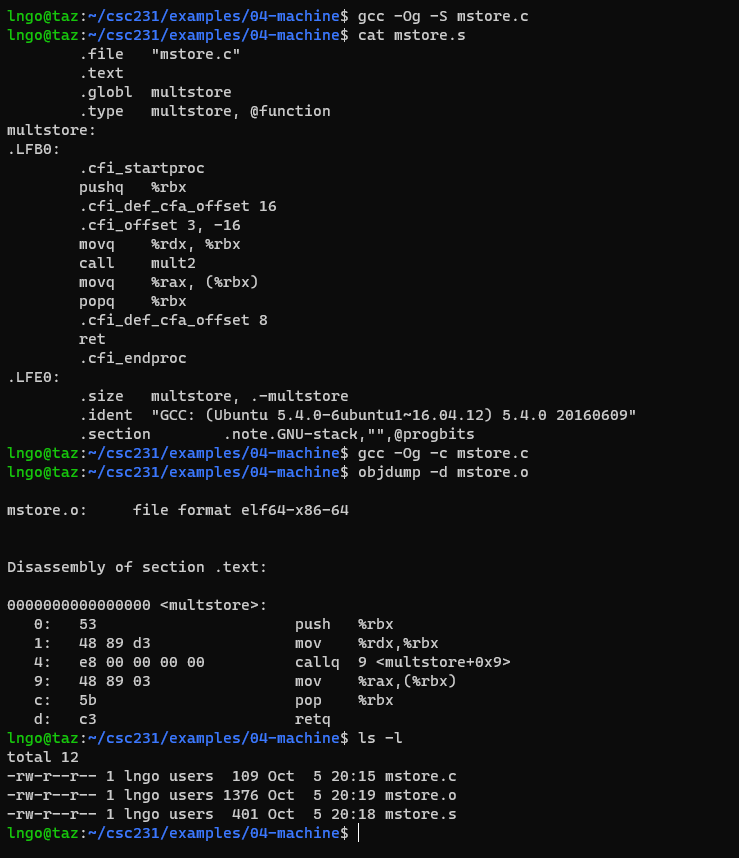 lngo@taz:~/csc231/examples/04-machine$ gcc -Og -S mstore.c
lngo@taz:~/csc231/examples/04-machine$ cat mstore.s
        .file   "mstore.c"
        .text
        .globl  multstore
        .type   multstore, @function
multstore:
.LFB0:
        .cfi_startproc
        pushq   %rbx
        .cfi_def_cfa_offset 16
        .cfi_offset 3, -16
        movq    %rdx, %rbx
        call    mult2
        movq    %rax, (%rbx)
        popq    %rbx
        .cfi_def_cfa_offset 8
        ret
        .cfi_endproc
.LFE0:
        .size   multstore, .-multstore
        .ident  "GCC: (Ubuntu 5.4.0-6ubuntu1~16.04.12) 5.4.0 20160609"
        .section        .note.GNU-stack,"",@progbits
lngo@taz:~/csc231/examples/04-machine$ gcc -Og -c mstore.c
lngo@taz:~/csc231/examples/04-machine$ objdump -d mstore.o
mstore.o:     file format elf64-x86-64
Disassembly of section .text:
0000000000000000 <multstore>:
   0:   53                      push   %rbx
   1:   48 89 d3                mov    %rdx,%rbx
   4:   e8 00 00 00 00          callq  9 <multstore+0x9>
   9:   48 89 03                mov    %rax,(%rbx)
   c:   5b                      pop    %rbx
   d:   c3                      retq
lngo@taz:~/csc231/examples/04-machine$ ls -l
total 12
-rw-r--r-- 1 lngo users  109 Oct  5 20:15 mstore.c
-rw-r--r-- 1 lngo users 1376 Oct  5 20:19 mstore.o
-rw-r--r-- 1 lngo users  401 Oct  5 20:18 mstore.s
lngo@taz:~/csc231/examples/04-machine$